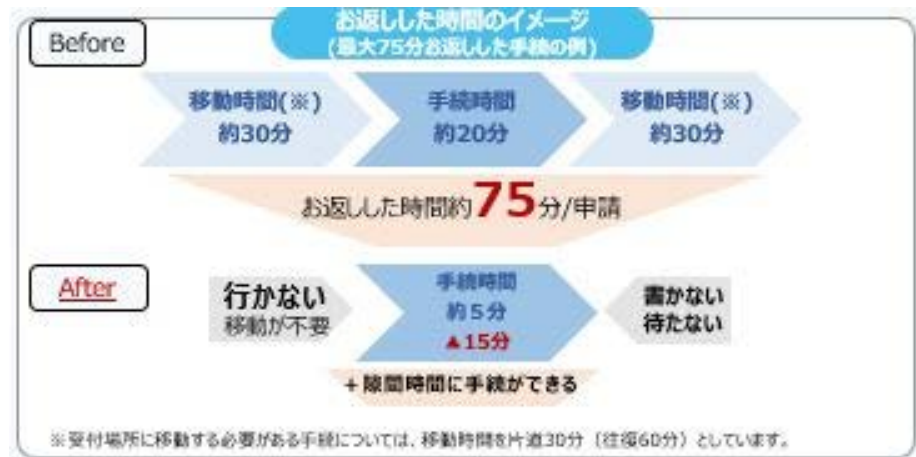 お返しした時間のイメージ
(最大75分お返しした手続の例)
Before
移動時間(※)
約30分
手続時間
約20分
移動時間(※)
約30分
お返しした時間約75分/申請
After
行かない
移動が不要
手続時間
約5分
▲15分
書かない
待たない
＋隙間時間に手続ができる
※受付場所に移動する必要がある手続については、移動時間を片道30分（往復60分）としています。